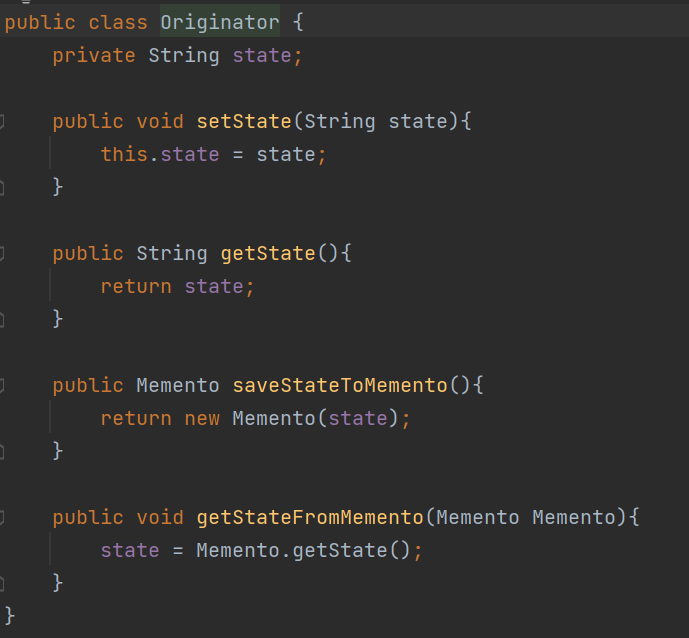 public class Originator {
private String state;
public void setState(String state){
this.state = state;
}
public String getState(){
return state;
}
public Memento saveStateToMemento(){
return new Memento(state);
}
public void getStateFromMemento(Memento Memento){
state = Memento.getState();
}
}